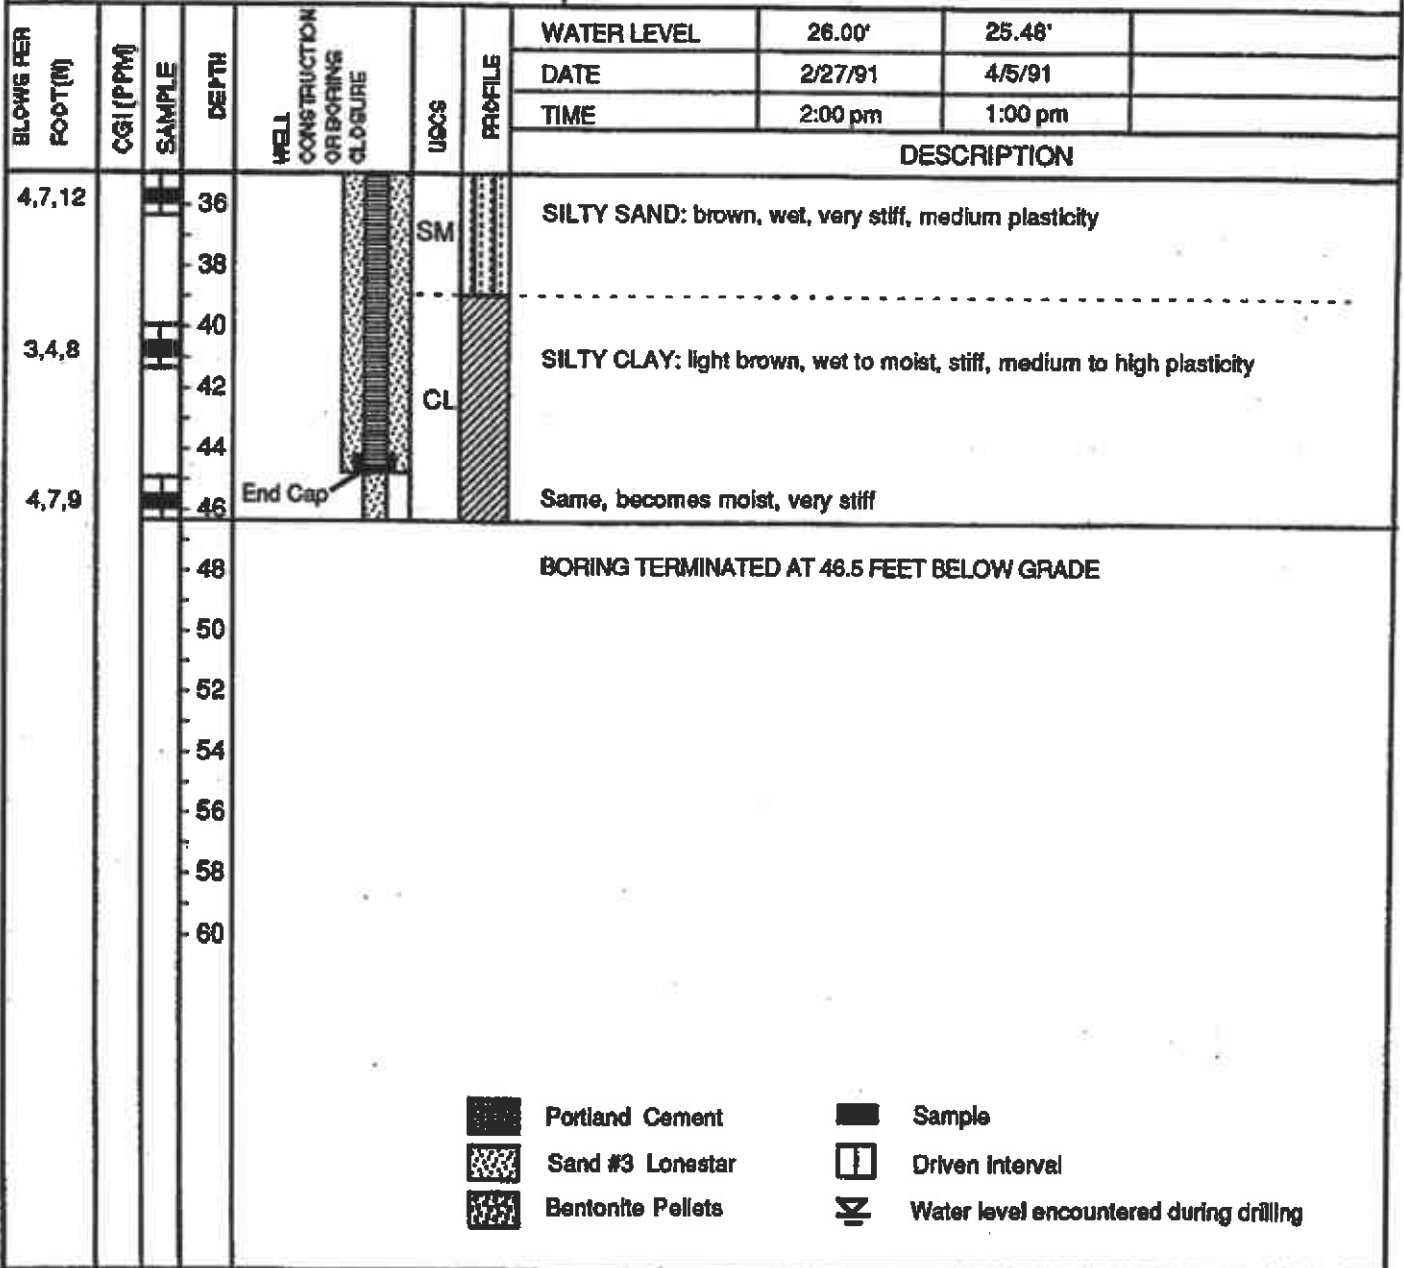 BLOWS PER FOOT(N) CGI (PPM) SAMPLE DEPTH WELL CONSTRUCTION OR BORING CLOSURE USCS PROFILE
WATER LEVEL 26.00' 25.48'
DATE 2/27/91 4/5/91
TIME 2:00 pm 1:00 pm
DESCRIPTION
4,7,12 36 SILTY SAND: brown, wet, very stiff, medium plasticity
SM
38
40
3,4,8 SILTY CLAY: light brown, wet to moist, stiff, medium to high plasticity
42 CL
44
4,7,9 46 End Cap Same, becomes moist, very stiff
48 BORING TERMINATED AT 46.5 FEET BELOW GRADE
50
52
54
56
58
60
Portland Cement Sample
Sand #3 Lonestar Driven interval
Bentonite Pellets Water level encountered during drilling